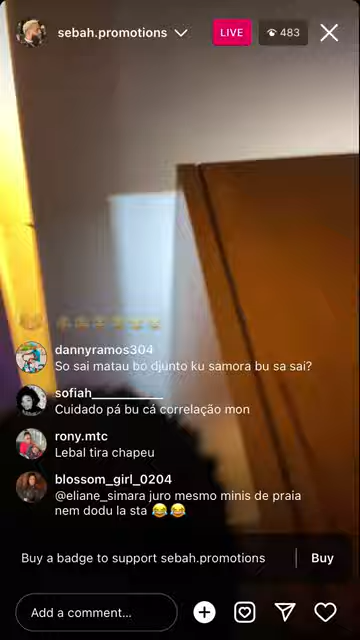 sebah.promotions
LIVE
483
dannyramos304
So sai matau bo djunto ku samora bu sa sai?
sofiah____________
Cuidado pá bu cá correlação mon
rony.mtc
Lebal tira chapeu
blossom_girl_0204
@eliane_simara juro mesmo minis de praia
nem dodu la sta 😂😂
Buy a badge to support sebah.promotions
Buy
Add a comment...